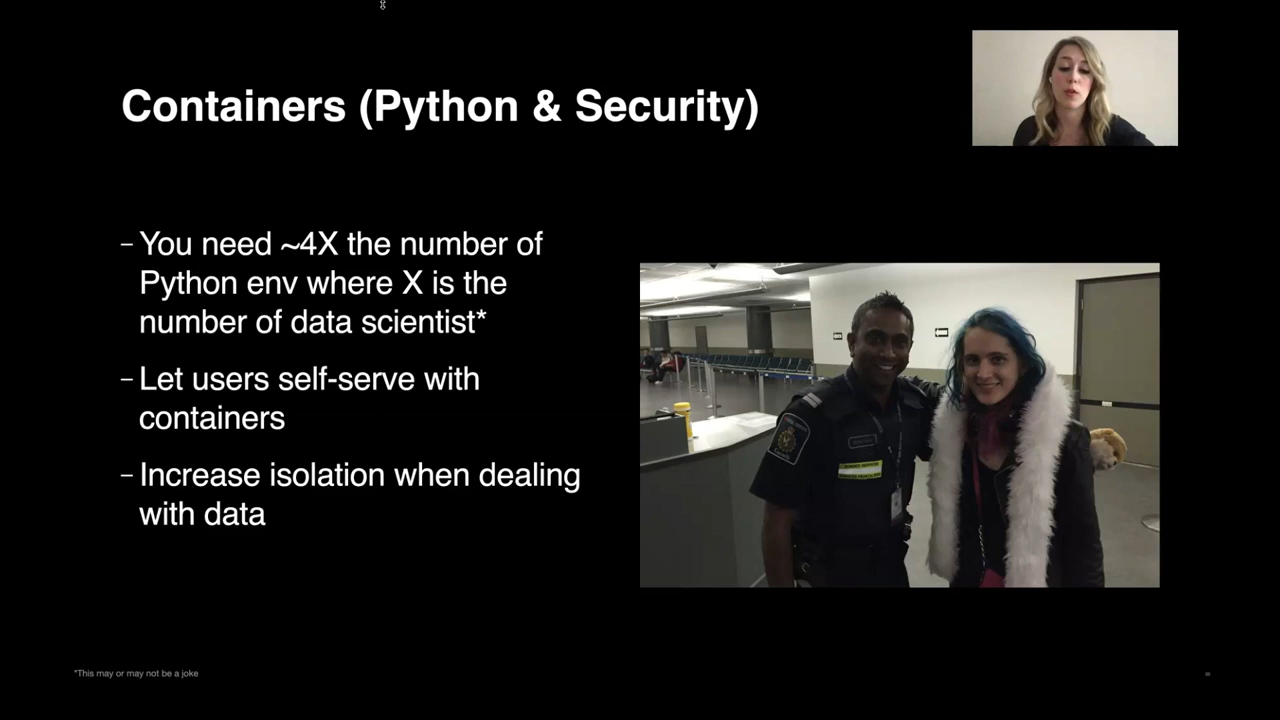 Containers (Python & Security)
– You need ~4X the number of
Python env where X is the
number of data scientist*
– Let users self-serve with
containers
– Increase isolation when dealing
with data
*This may or may not be a joke